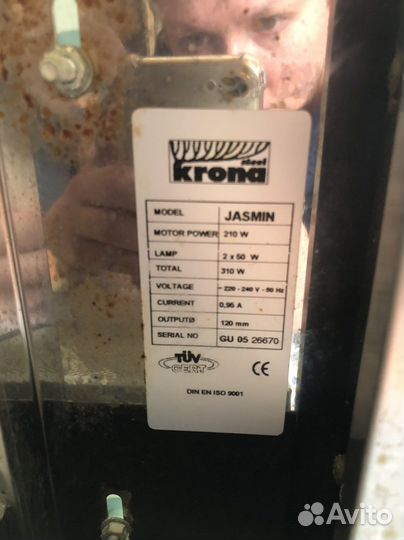 steel
krona
MODEL JASMIN
MOTOR POWER 210 W
LAMP 2 x 50 W
TOTAL 310 W
VOLTAGE ~ 220 - 240 V - 50 Hz
CURRENT 0,95 A
OUTPUTØ 120 mm
SERIAL NO GU 05 26670
TÜV
CERT
CE
DIN EN ISO 9001
Avito